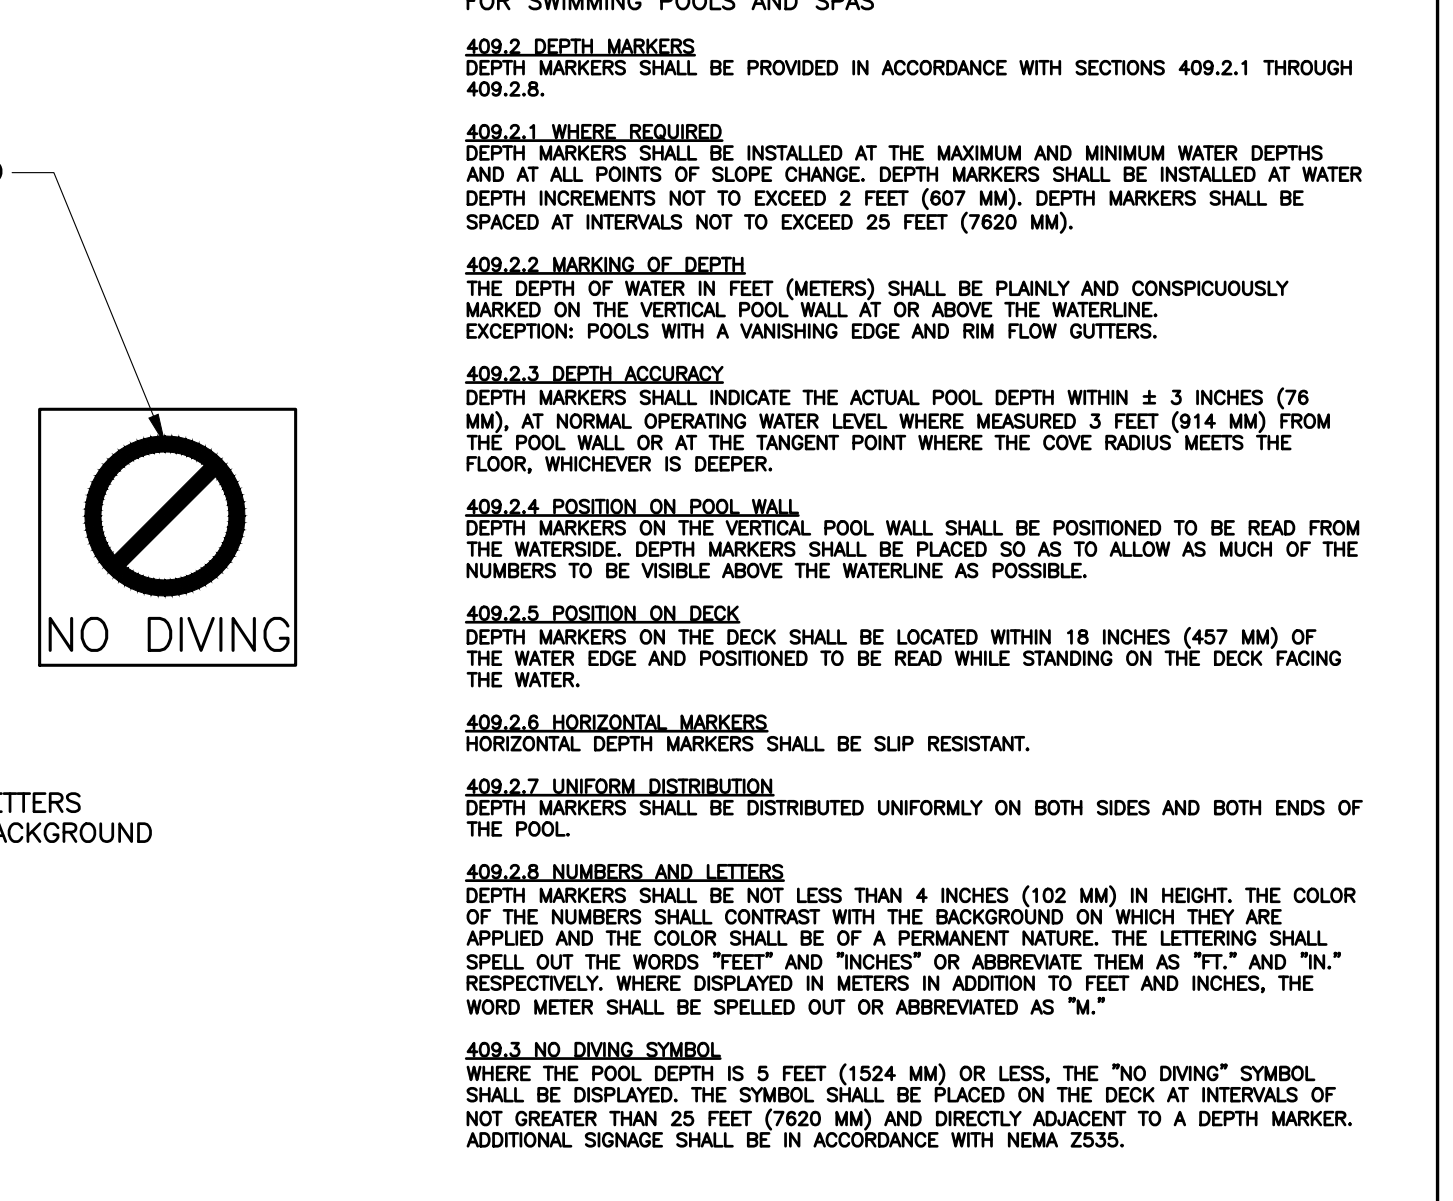 FOR SWIMMING POOLS AND SPAS
409.2 DEPTH MARKERS
DEPTH MARKERS SHALL BE PROVIDED IN ACCORDANCE WITH SECTIONS 409.2.1 THROUGH
409.2.8.
409.2.1 WHERE REQUIRED
DEPTH MARKERS SHALL BE INSTALLED AT THE MAXIMUM AND MINIMUM WATER DEPTHS
AND AT ALL POINTS OF SLOPE CHANGE. DEPTH MARKERS SHALL BE INSTALLED AT WATER
DEPTH INCREMENTS NOT TO EXCEED 2 FEET (607 MM). DEPTH MARKERS SHALL BE
SPACED AT INTERVALS NOT TO EXCEED 25 FEET (7620 MM).
409.2.2 MARKING OF DEPTH
THE DEPTH OF WATER IN FEET (METERS) SHALL BE PLAINLY AND CONSPICUOUSLY
MARKED ON THE VERTICAL POOL WALL AT OR ABOVE THE WATERLINE.
EXCEPTION: POOLS WITH A VANISHING EDGE AND RIM FLOW GUTTERS.
409.2.3 DEPTH ACCURACY
DEPTH MARKERS SHALL INDICATE THE ACTUAL POOL DEPTH WITHIN ± 3 INCHES (76
MM), AT NORMAL OPERATING WATER LEVEL WHERE MEASURED 3 FEET (914 MM) FROM
THE POOL WALL OR AT THE TANGENT POINT WHERE THE COVE RADIUS MEETS THE
FLOOR, WHICHEVER IS DEEPER.
409.2.4 POSITION ON POOL WALL
DEPTH MARKERS ON THE VERTICAL POOL WALL SHALL BE POSITIONED TO BE READ FROM
THE WATERSIDE. DEPTH MARKERS SHALL BE PLACED SO AS TO ALLOW AS MUCH OF THE
NUMBERS TO BE VISIBLE ABOVE THE WATERLINE AS POSSIBLE.
409.2.5 POSITION ON DECK
DEPTH MARKERS ON THE DECK SHALL BE LOCATED WITHIN 18 INCHES (457 MM) OF
THE WATER EDGE AND POSITIONED TO BE READ WHILE STANDING ON THE DECK FACING
THE WATER.
409.2.6 HORIZONTAL MARKERS
HORIZONTAL DEPTH MARKERS SHALL BE SLIP RESISTANT.
409.2.7 UNIFORM DISTRIBUTION
DEPTH MARKERS SHALL BE DISTRIBUTED UNIFORMLY ON BOTH SIDES AND BOTH ENDS OF
THE POOL.
409.2.8 NUMBERS AND LETTERS
DEPTH MARKERS SHALL BE NOT LESS THAN 4 INCHES (102 MM) IN HEIGHT. THE COLOR
OF THE NUMBERS SHALL CONTRAST WITH THE BACKGROUND ON WHICH THEY ARE
APPLIED AND THE COLOR SHALL BE OF A PERMANENT NATURE. THE LETTERING SHALL
SPELL OUT THE WORDS "FEET" AND "INCHES" OR ABBREVIATE THEM AS "FT." AND "IN."
RESPECTIVELY. WHERE DISPLAYED IN METERS IN ADDITION TO FEET AND INCHES, THE
WORD METER SHALL BE SPELLED OUT OR ABBREVIATED AS "M."
409.3 NO DIVING SYMBOL
WHERE THE POOL DEPTH IS 5 FEET (1524 MM) OR LESS, THE "NO DIVING" SYMBOL
SHALL BE DISPLAYED. THE SYMBOL SHALL BE PLACED ON THE DECK AT INTERVALS OF
NOT GREATER THAN 25 FEET (7620 MM) AND DIRECTLY ADJACENT TO A DEPTH MARKER.
ADDITIONAL SIGNAGE SHALL BE IN ACCORDANCE WITH NEMA Z535.
NO DIVING
ETTERS
ACKGROUND